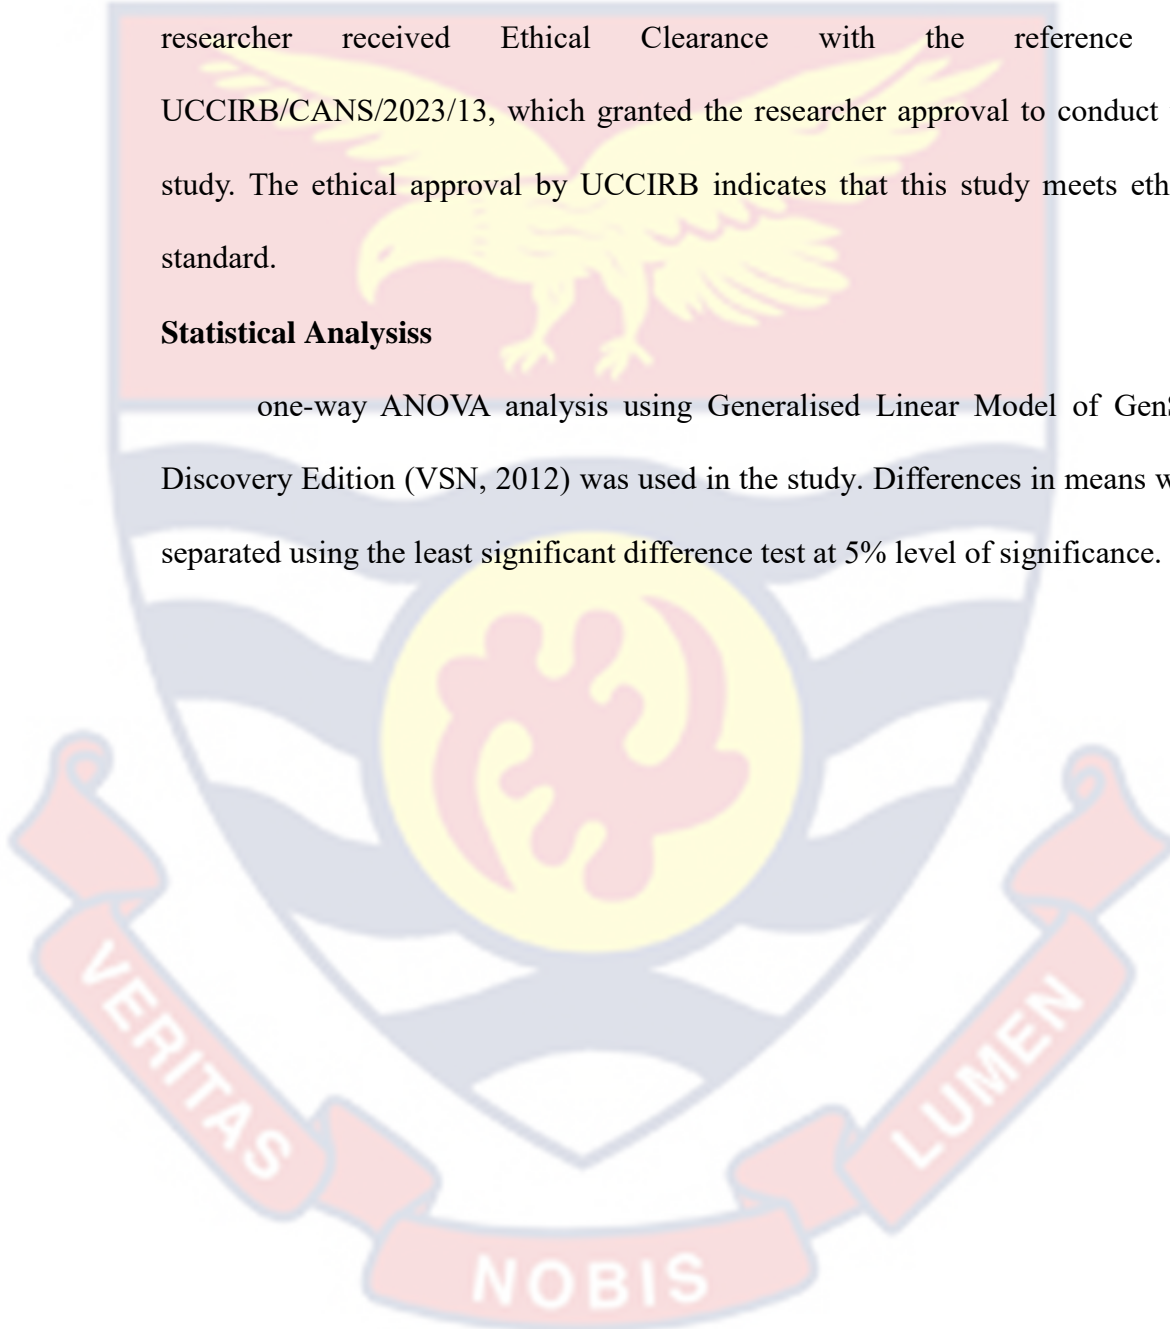 researcher received Ethical Clearance with the reference
UCCIRB/CANS/2023/13, which granted the researcher approval to conduct
study. The ethical approval by UCCIRB indicates that this study meets
standard.
Statistical Analysiss
one-way ANOVA analysis using Generalised Linear Model of
Discovery Edition (VSN, 2012) was used in the study. Differences in means
separated using the least significant difference test at 5% level of significance.
VERITAS
NOBIS
LUMEN